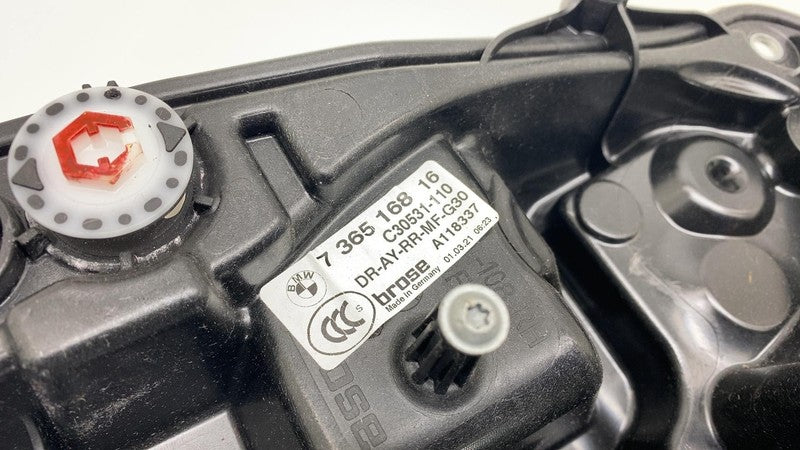 7 365 168 16
C30531-110
DR-AY-RR-MF-G30
A118337
BMW
brose
01.03.21 06:23
Made in Germany
CCC S